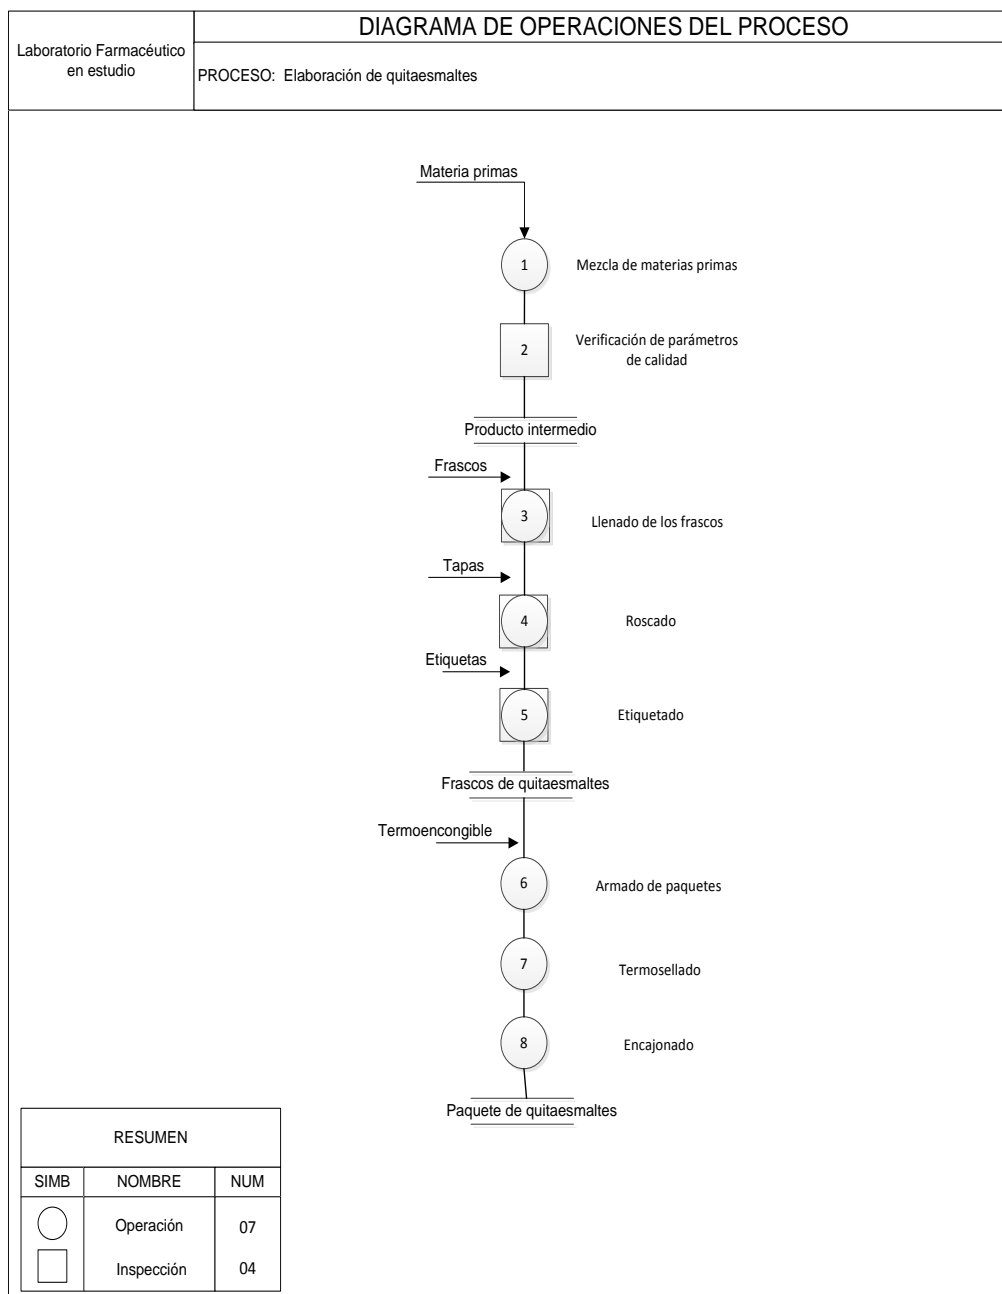 DIAGRAMA DE OPERACIONES DEL PROCESO
Laboratorio Farmacéutico
en estudio
PROCESO: Elaboración de quitaesmaltes
Materia primas
1
Mezcla de materias primas
2
Verificación de parámetros
de calidad
Producto intermedio
Frascos
3
Llenado de los frascos
Tapas
4
Roscado
Etiquetas
5
Etiquetado
Frascos de quitaesmaltes
Termoencongible
6
Armado de paquetes
7
Termosellado
8
Encajonado
Paquete de quitaesmaltes
RESUMEN
SIMB NOMBRE NUM
Operación 07
Inspección 04